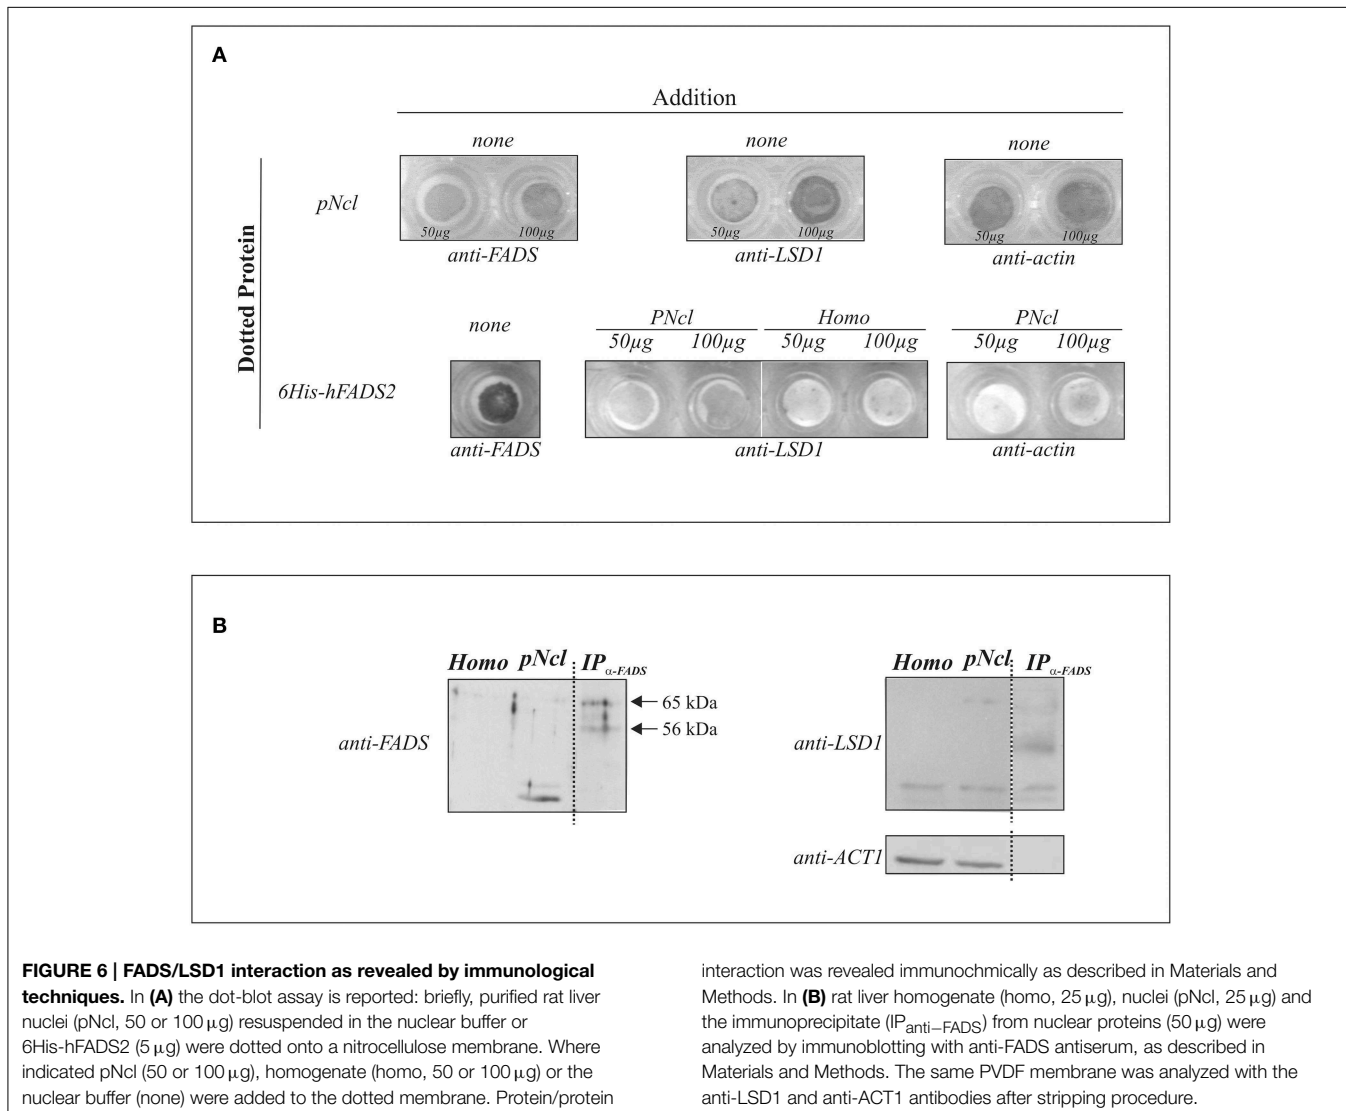 A
Addition
none none none
pNcl
50µg 100µg 50µg 100µg 50µg 100µg
anti-FADS anti-LSD1 anti-actin
Dotted Protein
none PNcl Homo PNcl
50µg 100µg 50µg 100µg 50µg 100µg
6His-hFADS2
anti-FADS anti-LSD1 anti-actin
B
Homo pNcl IPα-FADS
65 kDa
56 kDa
anti-FADS
Homo pNcl IPα-FADS
anti-LSD1
anti-ACT1
FIGURE 6 | FADS/LSD1 interaction as revealed by immunological
techniques. In (A) the dot-blot assay is reported: briefly, purified rat liver
nuclei (pNcl, 50 or 100 µg) resuspended in the nuclear buffer or
6His-hFADS2 (5 µg) were dotted onto a nitrocellulose membrane. Where
indicated pNcl (50 or 100 µg), homogenate (homo, 50 or 100 µg) or the
nuclear buffer (none) were added to the dotted membrane. Protein/protein
interaction was revealed immunochmically as described in Materials and
Methods. In (B) rat liver homogenate (homo, 25 µg), nuclei (pNcl, 25 µg) and
the immunoprecipitate (IPanti−FADS) from nuclear proteins (50 µg) were
analyzed by immunoblotting with anti-FADS antiserum, as described in
Materials and Methods. The same PVDF membrane was analyzed with the
anti-LSD1 and anti-ACT1 antibodies after stripping procedure.